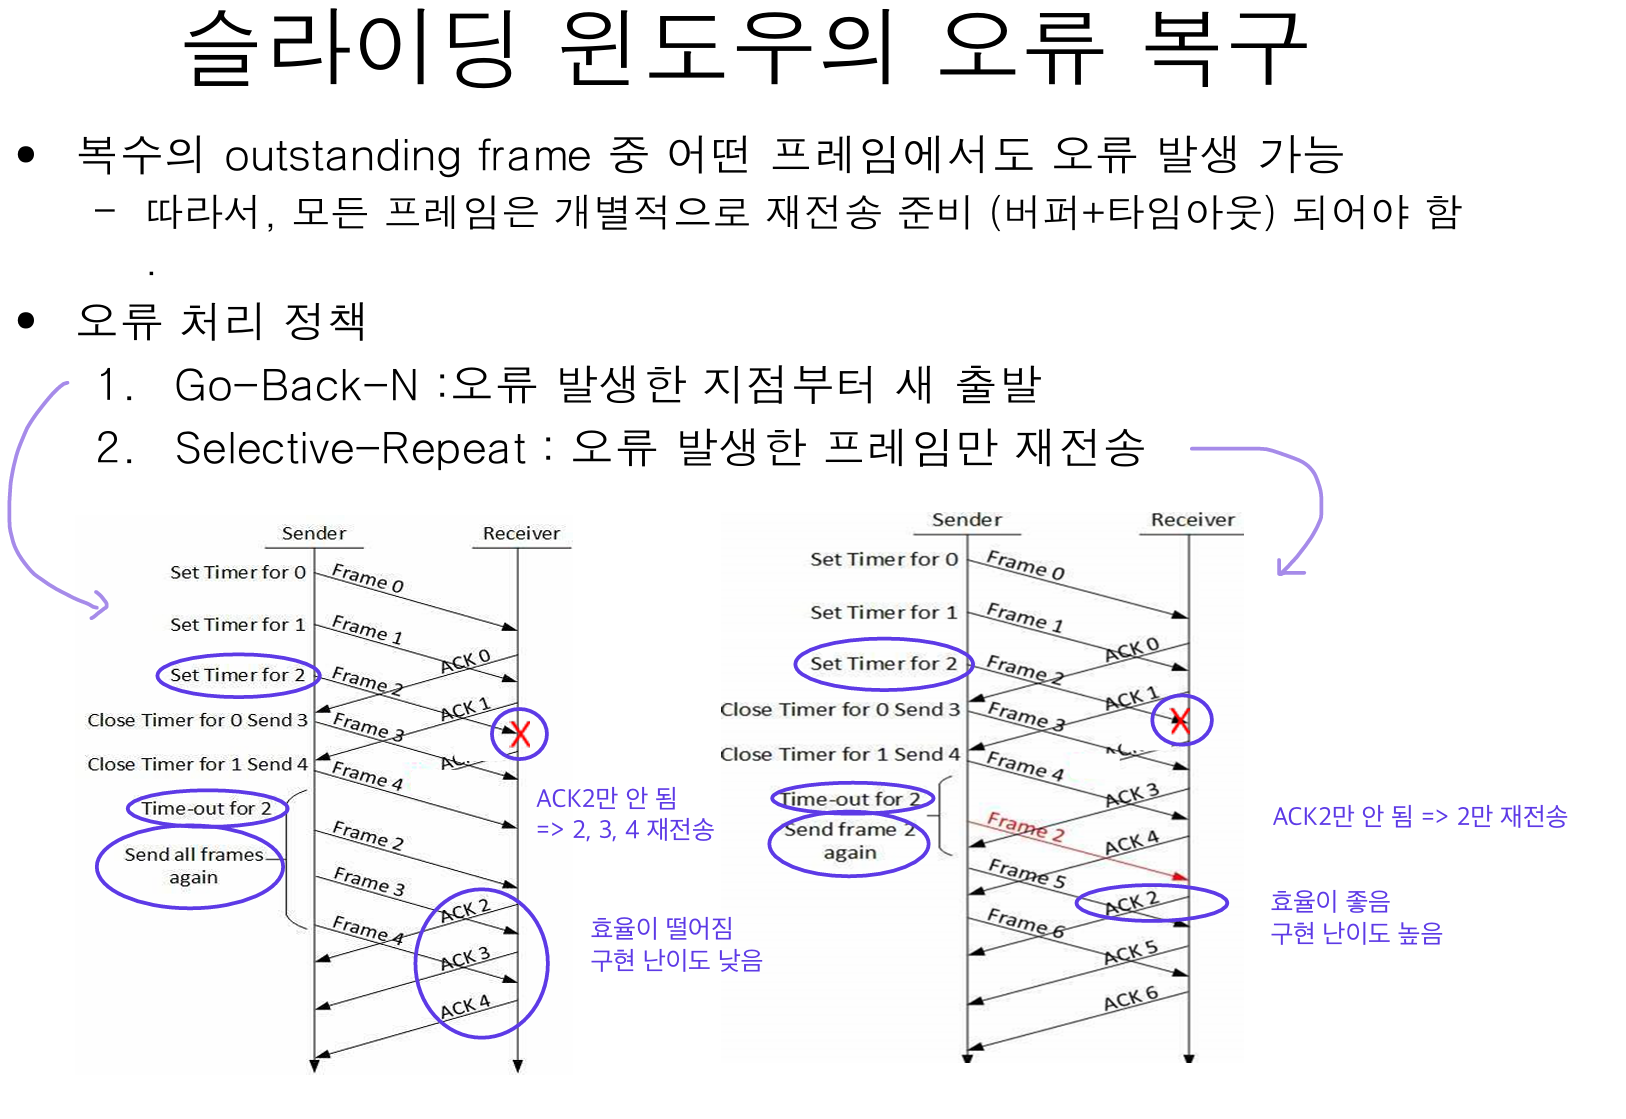 슬라이딩 윈도우의 오류 복구
• 복수의 outstanding frame 중 어떤 프레임에서도 오류 발생 가능
– 따라서, 모든 프레임은 개별적으로 재전송 준비 (버퍼+타임아웃) 되어야 함
.
• 오류 처리 정책
1. Go-Back-N :오류 발생한 지점부터 새 출발
2. Selective-Repeat : 오류 발생한 프레임만 재전송
Sender
Receiver
Set Timer for 0
Frame 0
Set Timer for 1
Frame 1
ACK 0
Set Timer for 2
Frame 2
ACK 1
X
Close Timer for 0 Send 3
Frame 3
Close Timer for 1 Send 4
Frame 4
Time-out for 2
Send all frames
again
Frame 2
Frame 3
Frame 4
ACK 2
ACK 3
ACK 4
ACK2만 안 됨
=> 2, 3, 4 재전송
효율이 떨어짐
구현 난이도 낮음
Sender
Receiver
Set Timer for 0
Frame 0
Set Timer for 1
Frame 1
ACK 0
Set Timer for 2
Frame 2
ACK 1
X
Close Timer for 0 Send 3
Frame 3
Close Timer for 1 Send 4
Frame 4
ACK 3
Time-out for 2
Send frame 2
again
Frame 2
ACK 4
Frame 5
ACK 2
Frame 6
ACK 5
ACK 6
ACK2만 안 됨 => 2만 재전송
효율이 좋음
구현 난이도 높음